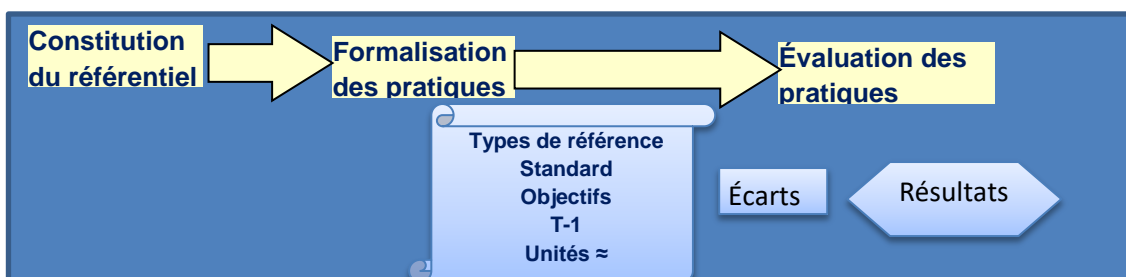 Constitution
du référentiel
Formalisation
des pratiques
Évaluation des
pratiques
Types de référence
Standard
Objectifs
T-1
Unités ≈
Écarts
Résultats